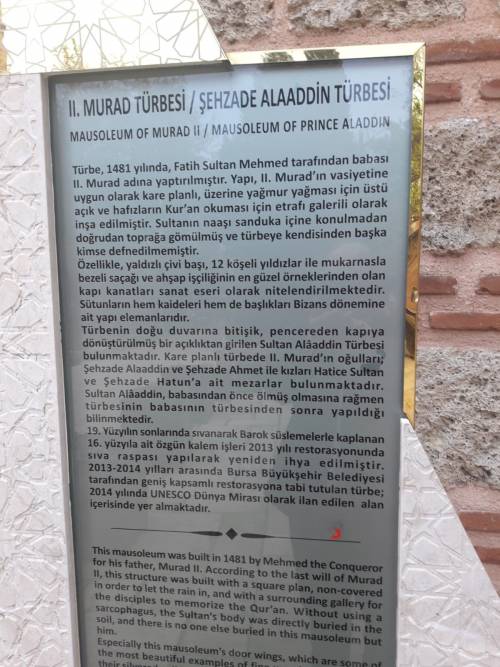 II. MURAD TÜRBESİ / ŞEHZADE ALAADDİN TÜRBESİ
MAUSOLEUM OF MURAD II / MAUSOLEUM OF PRINCE ALADDIN
Türbe, 1481 yılında, Fatih Sultan Mehmed tarafından babası
II. Murad adına yaptırılmıştır. Yapı, II. Murad'ın vasiyetine
uygun olarak kare planlı, üzerine yağmur yağması için üstü
açık ve hafızların Kur'an okuması için etrafı galerili olarak
inşa edilmiştir. Sultanın naaşı sanduka içine konulmadan
doğrudan toprağa gömülmüş ve türbeye kendisinden başka
kimse defnedilmemiştir.
Özellikle, yaldızlı çivi başı, 12 köşeli yıldızlar ile mukarnasla
bezeli saçağı ve ahşap işçiliğinin en güzel örneklerinden olan
kapı kanatları sanat eseri olarak nitelendirilmektedir.
Sütunların hem kaideleri hem de başlıkları Bizans dönemine
ait yapı elemanlarıdır.
Türbenin doğu duvarına bitişik, pencereden kapıya
dönüştürülmüş bir açıklıktan girilen Sultan Alâaddin Türbesi
bulunmaktadır. Kare planlı türbede II. Murad'ın oğulları;
Şehzade Alaaddin ve Şehzade Ahmet ile kızları Hatice Sultan
ve Şehzade Hatun'a ait mezarlar bulunmaktadır.
Sultan Alâaddin, babasından önce ölmüş olmasına rağmen
türbesinin babasının türbesinden sonra yapıldığı
bilinmektedir.
19. Yüzyılın sonlarında sıvanarak Barok süslemelerle kaplanan
16. yüzyıla ait özgün kalem işleri 2013 yılı restorasyonunda
sıva raspası yapılarak yeniden ihya edilmiştir.
2013-2014 yılları arasında Bursa Büyükşehir Belediyesi
tarafından geniş kapsamlı restorasyona tabi tutulan türbe;
2014 yılında UNESCO Dünya Mirası olarak ilan edilen alan
içerisinde yer almaktadır.
This mausoleum was built in 1481 by Mehmed the Conqueror
for his father, Murad II. According to the last will of Murad
II, this structure was built with a square plan, non-covered
in order to let the rain in, and with a surrounding gallery for
the disciples to memorize the Qur'an. Without using a
sarcophagus, the Sultan's body was directly buried in the
soil, and there is no one else buried in this mausoleum but
him.
Especially this mausoleum's door wings, which are some of
the most beautiful examples of